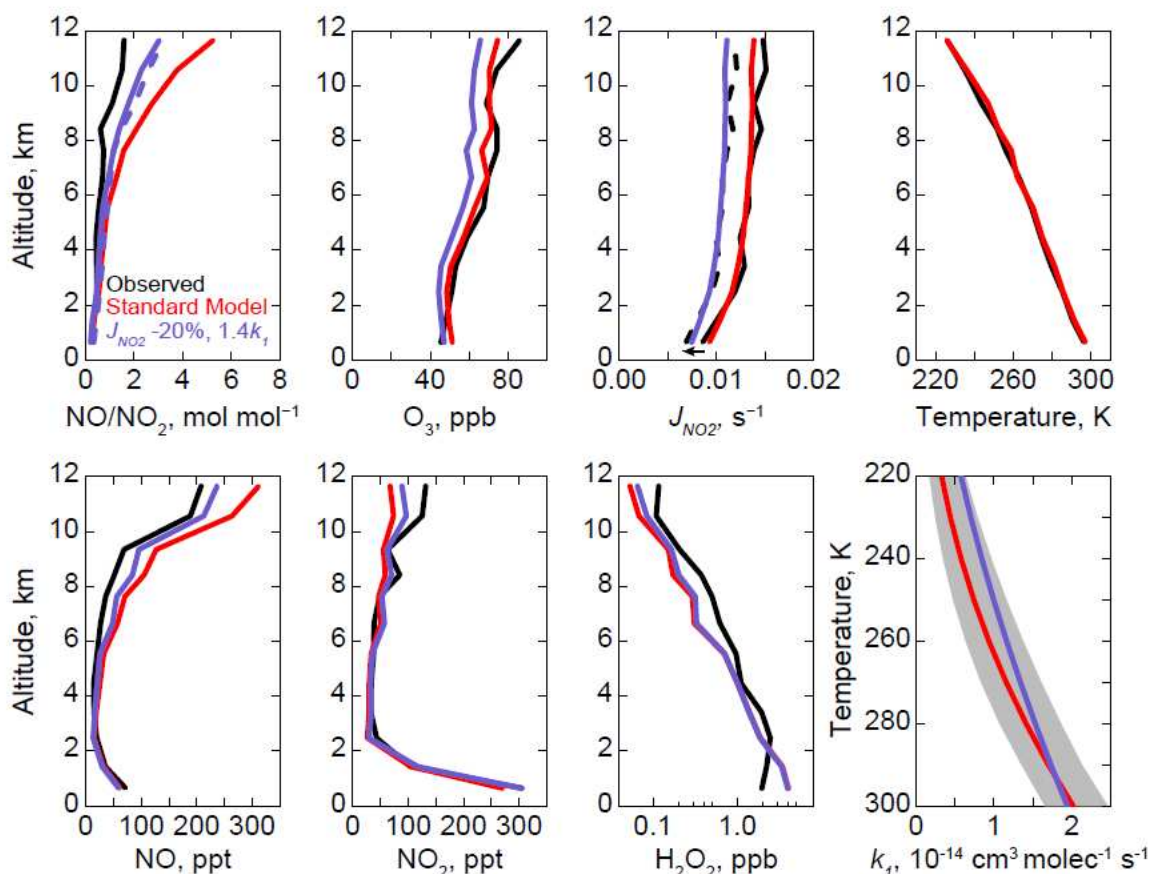 12
10
8
6
4
2
0
Altitude, km
Observed
Standard Model
J_NO2 -20%, 1.4k_1
0 2 4 6 8
NO/NO₂, mol mol⁻¹
12
10
8
6
4
2
0
0 40 80
O₃, ppb
12
10
8
6
4
2
0
0.00 0.01 0.02
J_NO2, s⁻¹
12
10
8
6
4
2
0
220 260 300
Temperature, K
12
10
8
6
4
2
0
Altitude, km
0 100 200 300
NO, ppt
12
10
8
6
4
2
0
0 100 200 300
NO₂, ppt
12
10
8
6
4
2
0
0.1 1.0
H₂O₂, ppb
220
240
260
280
300
Temperature, K
0 1 2
k₁, 10⁻¹⁴ cm³ molec⁻¹ s⁻¹